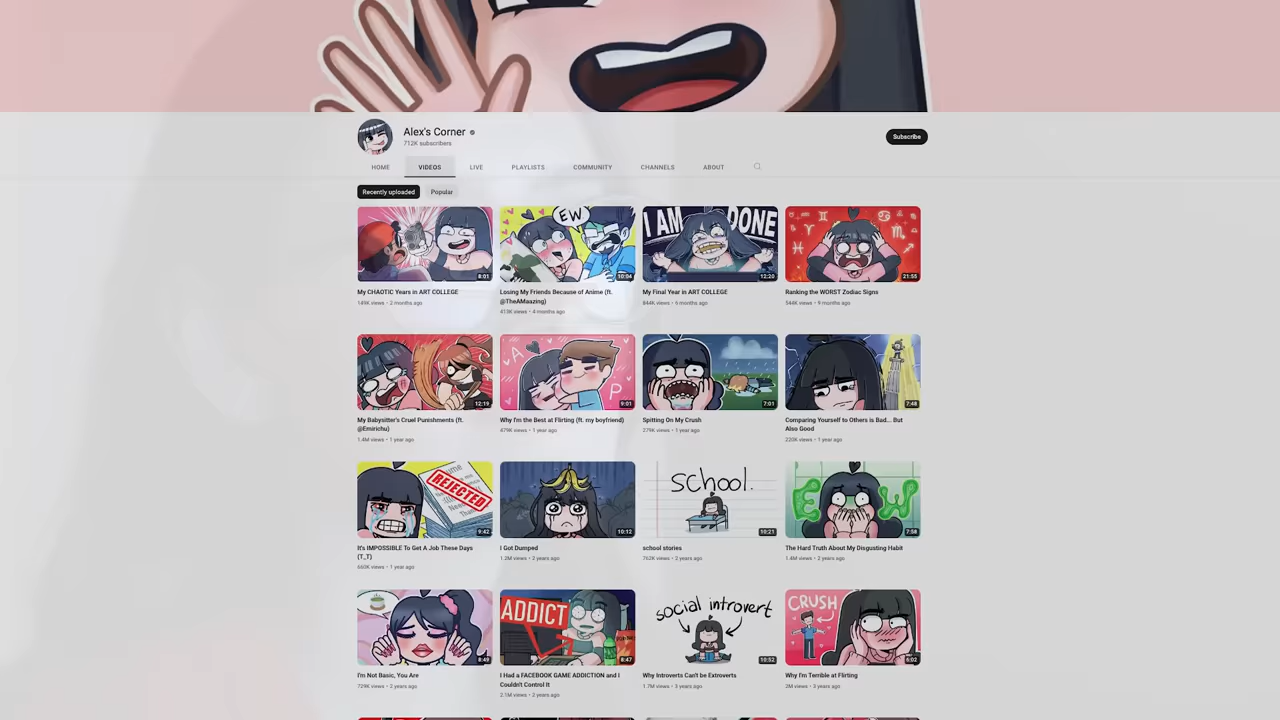 Alex's Corner
712K subscribers
Subscribe
HOME VIDEOS LIVE PLAYLISTS COMMUNITY CHANNELS ABOUT
Recently uploaded Popular
8:01
EW
10:04
I AM DONE
12:20
21:55
My CHAOTIC Years in ART COLLEGE
149K views • 2 months ago
Losing My Friends Because of Anime (ft.
@TheAMaazing)
413K views • 4 months ago
My Final Year in ART COLLEGE
844K views • 6 months ago
Ranking the WORST Zodiac Signs
544K views • 9 months ago
12:19
A
P
9:01
7:01
7:48
My Babysitter's Cruel Punishments (ft.
@Emirichu)
1.4M views • 1 year ago
Why I'm the Best at Flirting (ft. my boyfriend)
479K views • 1 year ago
Spitting On My Crush
279K views • 1 year ago
Comparing Yourself to Others is Bad... But
Also Good
220K views • 1 year ago
REJECTED
9:42
10:12
school.
10:21
EW
7:58
It's IMPOSSIBLE To Get A Job These Days
(T_T)
660K views • 1 year ago
I Got Dumped
1.2M views • 2 years ago
school stories
762K views • 2 years ago
The Hard Truth About My Disgusting Habit
1.4M views • 2 years ago
8:49
ADDICT
8:47
social introvert
10:52
CRUSH
6:02
I'm Not Basic, You Are
729K views • 2 years ago
I Had a FACEBOOK GAME ADDICTION and I
Couldn't Control It
2.1M views • 2 years ago
Why Introverts Can't be Extroverts
1.7M views • 3 years ago
Why I'm Terrible at Flirting
2M views • 3 years ago